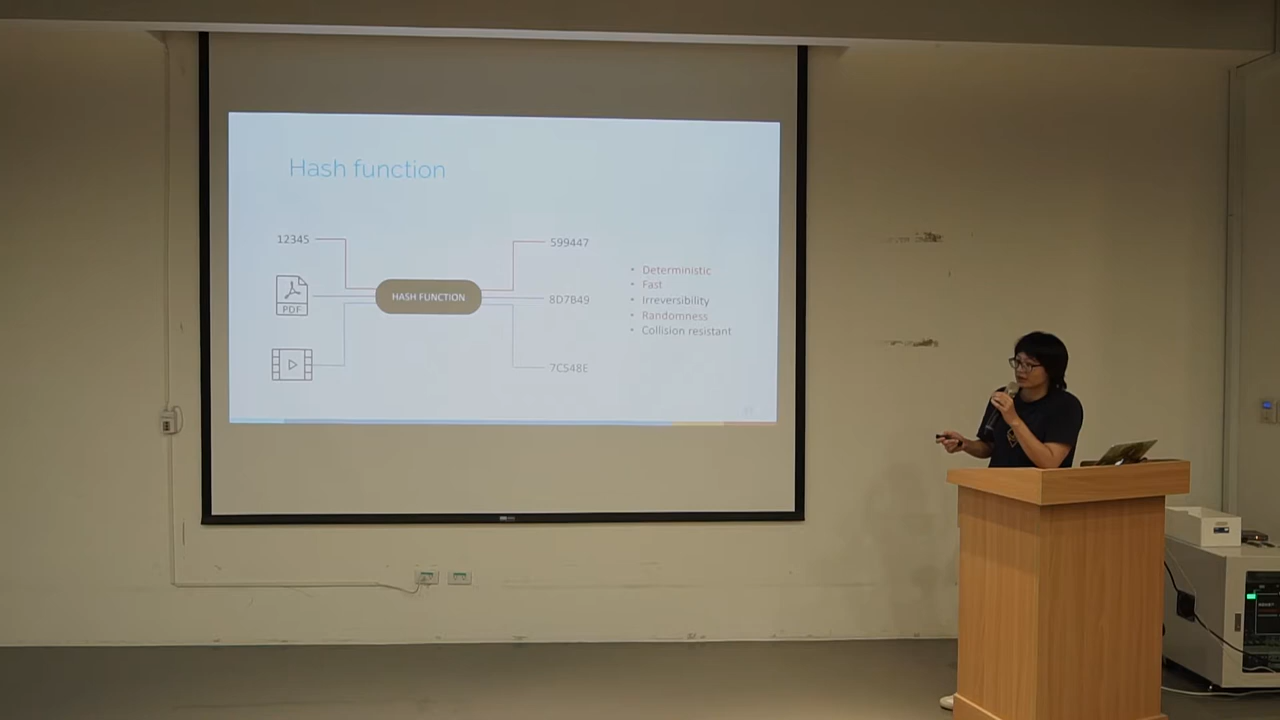 Hash function
12345
599447
PDF
HASH FUNCTION
8D7B49
7C548E
• Deterministic
• Fast
• Irreversibility
• Randomness
• Collision resistant